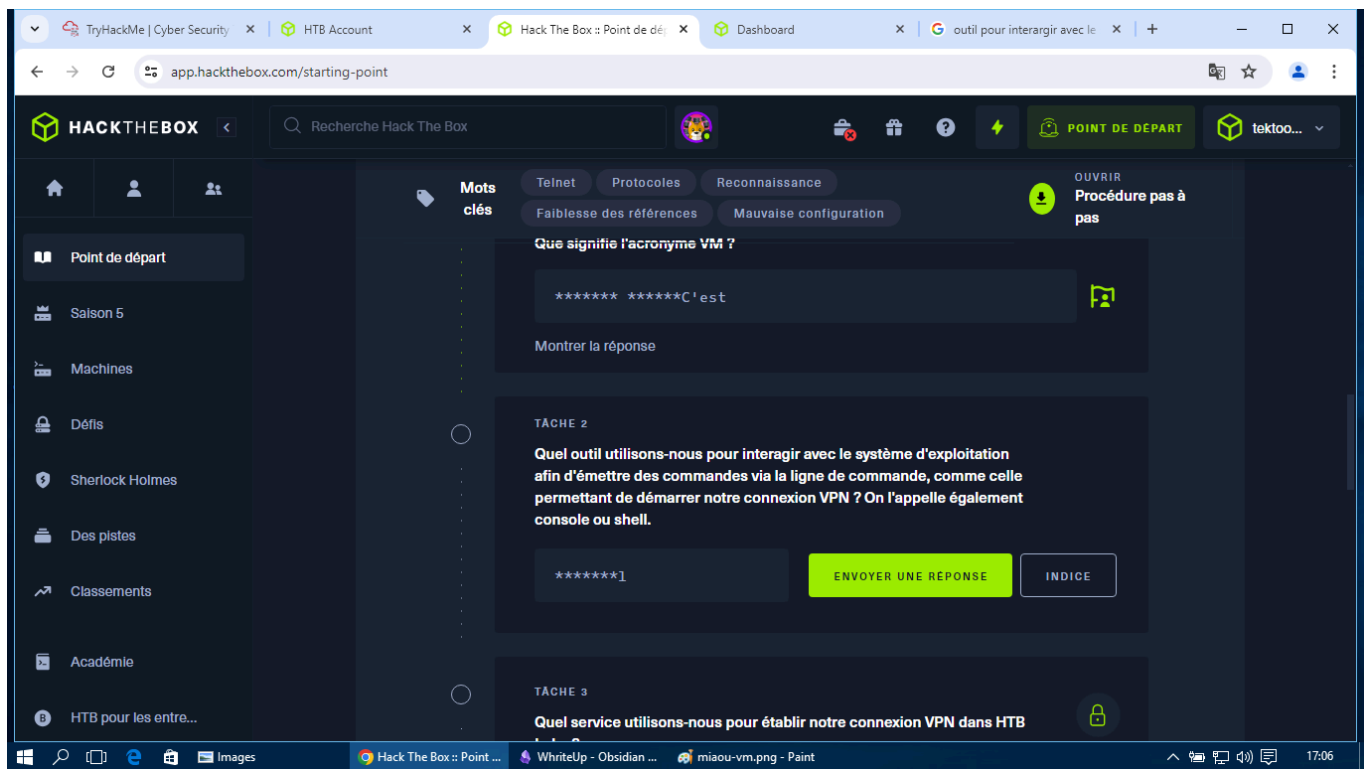 TryHackMe | Cyber Security
HTB Account
Hack The Box :: Point de dé
Dashboard
outil pour interargir avec le
app.hackthebox.com/starting-point
HACKTHEBOX
Recherche Hack The Box
POINT DE DÉPART
tektoo...
Point de départ
Saison 5
Machines
Défis
Sherlock Holmes
Des pistes
Classements
Académie
HTB pour les entre...
Mots
clés
Telnet Protocoles Reconnaissance
Faiblesse des références Mauvaise configuration
OUVRIR
Procédure pas à
pas
Que signifie l'acronyme VM ?
******* ******C'est
Montrer la réponse
TÂCHE 2
Quel outil utilisons-nous pour interagir avec le système d'exploitation
afin d'émettre des commandes via la ligne de commande, comme celle
permettant de démarrer notre connexion VPN ? On l'appelle également
console ou shell.
*******l
ENVOYER UNE RÉPONSE
INDICE
TÂCHE 3
Quel service utilisons-nous pour établir notre connexion VPN dans HTB
Images
Hack The Box :: Point ...
WhriteUp - Obsidian ...
miaou-vm.png - Paint
17:06